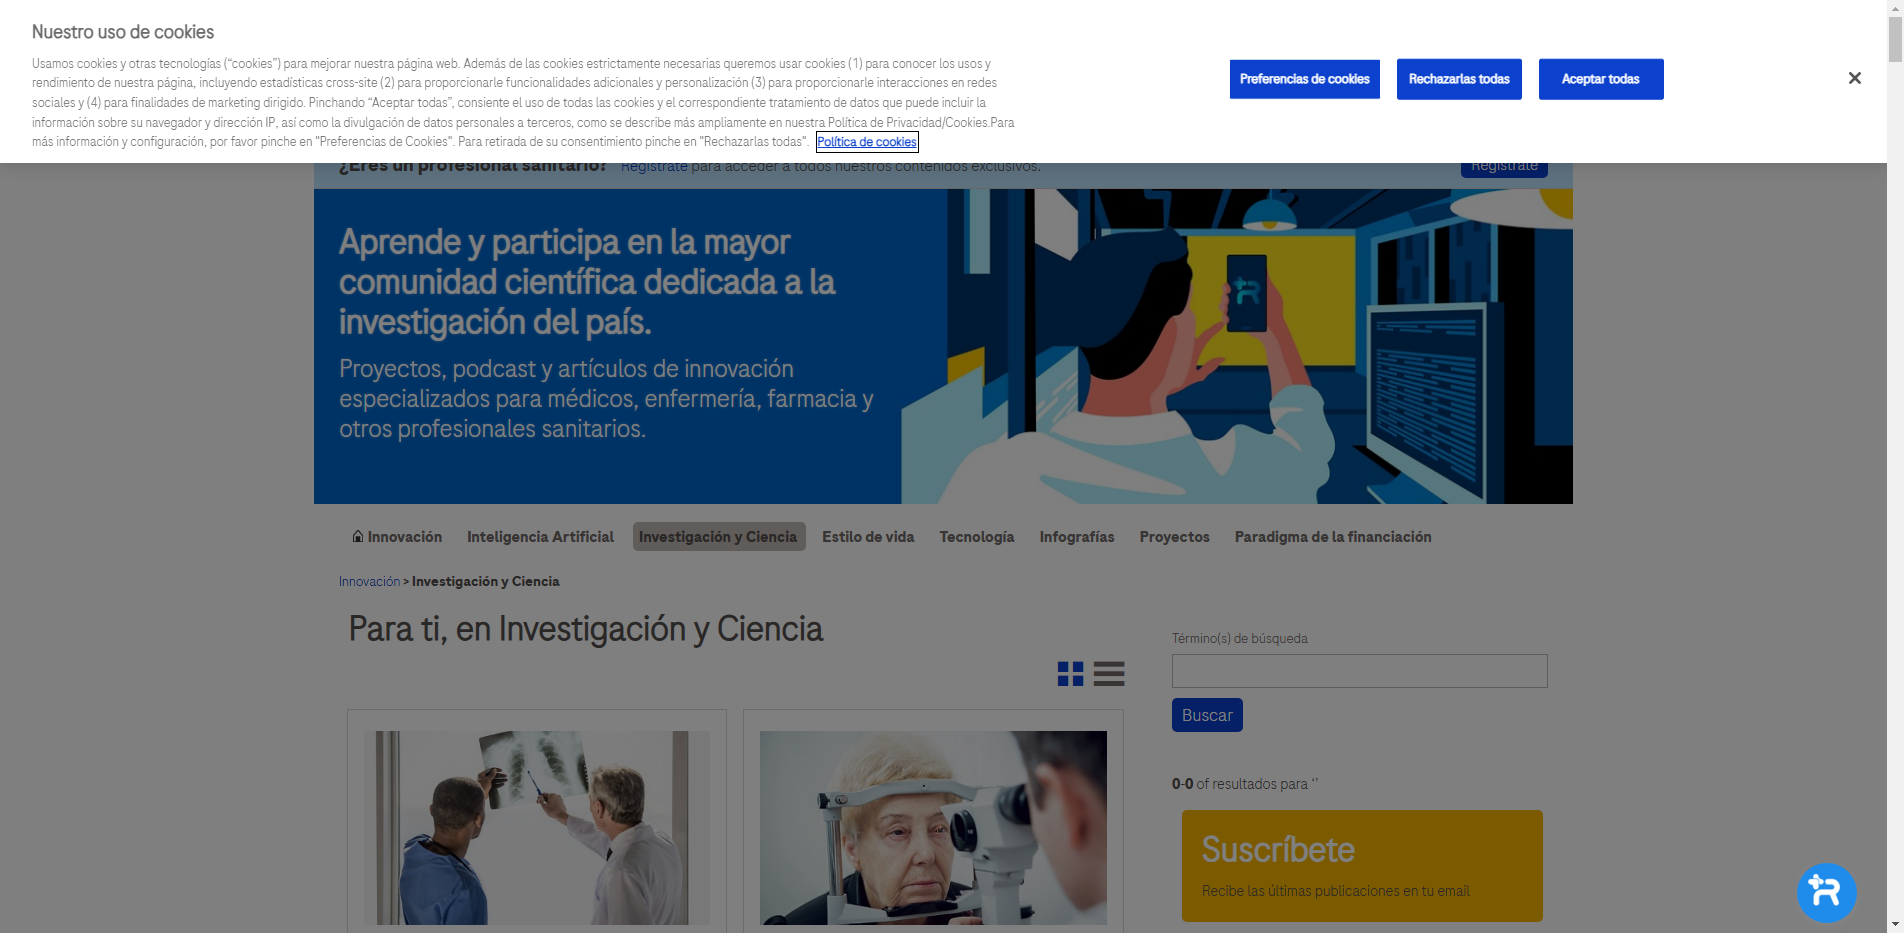 Nuestro uso de cookies
Usamos cookies y otras tecnologías (“cookies”) para mejorar nuestra página web. Además de las cookies estrictamente necesarias queremos usar cookies (1) para conocer los usos y
rendimiento de nuestra página, incluyendo estadísticas cross-site (2) para proporcionarle funcionalidades adicionales y personalización (3) para proporcionarle interacciones en redes
sociales y (4) para finalidades de marketing dirigido. Pinchando “Aceptar todas”, consiente el uso de todas las cookies y el correspondiente tratamiento de datos que puede incluir la
información sobre su navegador y dirección IP, así como la divulgación de datos personales a terceros, como se describe más ampliamente en nuestra Política de Privacidad/Cookies.Para
más información y configuración, por favor pinche en "Preferencias de Cookies". Para retirada de su consentimiento pinche en "Rechazarlas todas". Política de cookies
Preferencias de cookies
Rechazarlas todas
Aceptar todas
¿Eres un profesional sanitario? Regístrate para acceder a todos nuestros contenidos exclusivos.
Regístrate
Aprende y participa en la mayor
comunidad científica dedicada a la
investigación del país.
Proyectos, podcast y artículos de innovación
especializados para médicos, enfermería, farmacia y
otros profesionales sanitarios.
Innovación Inteligencia Artificial Investigación y Ciencia Estilo de vida Tecnología Infografías Proyectos Paradigma de la financiación
Innovación > Investigación y Ciencia
Para ti, en Investigación y Ciencia
Término(s) de búsqueda
Buscar
0-0 of resultados para ‘’
Suscríbete
Recibe las últimas publicaciones en tu email